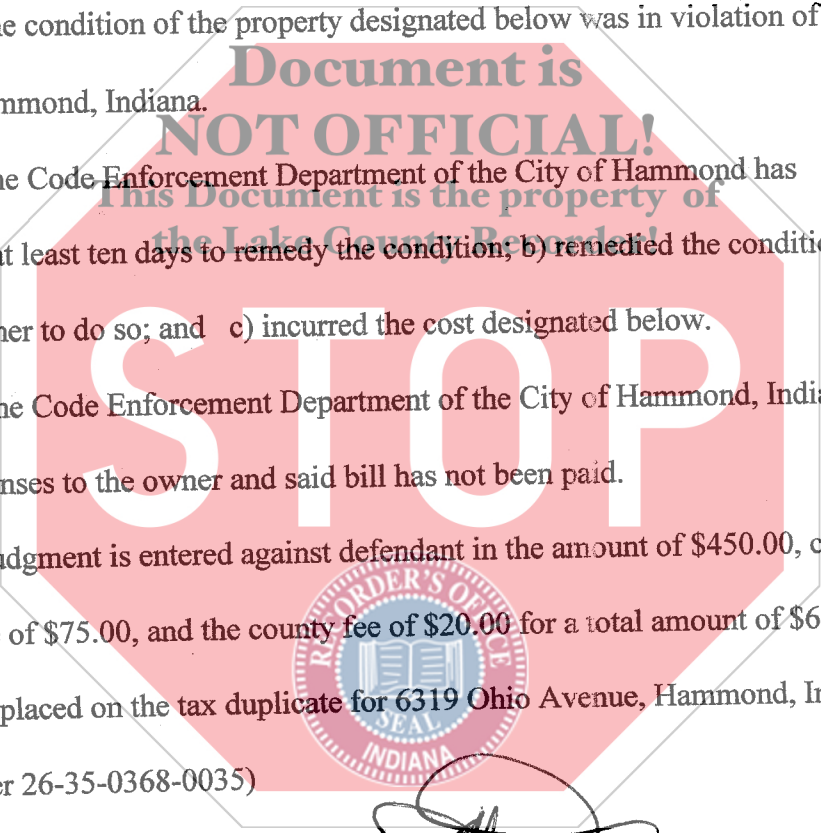 e condition of the property designated below was in violation of
Document is
mmond, Indiana.
NOT OFFICIAL!
e Code Enforcement Department of the City of Hammond has
This Document is the property of
t least ten days to remedy the condition; b) remedied the conditi
the Lake County Recorder!
ner to do so; and c) incurred the cost designated below.
STOP
e Code Enforcement Department of the City of Hammond, Indi
nses to the owner and said bill has not been paid.
dgment is entered against defendant in the amount of $450.00, c
of $75.00, and the county fee of $20.00 for a total amount of $6
RECORDER'S OFFICE
placed on the tax duplicate for 6319 Ohio Avenue, Hammond, In
SEAL
INDIANA
r 26-35-0368-0035)